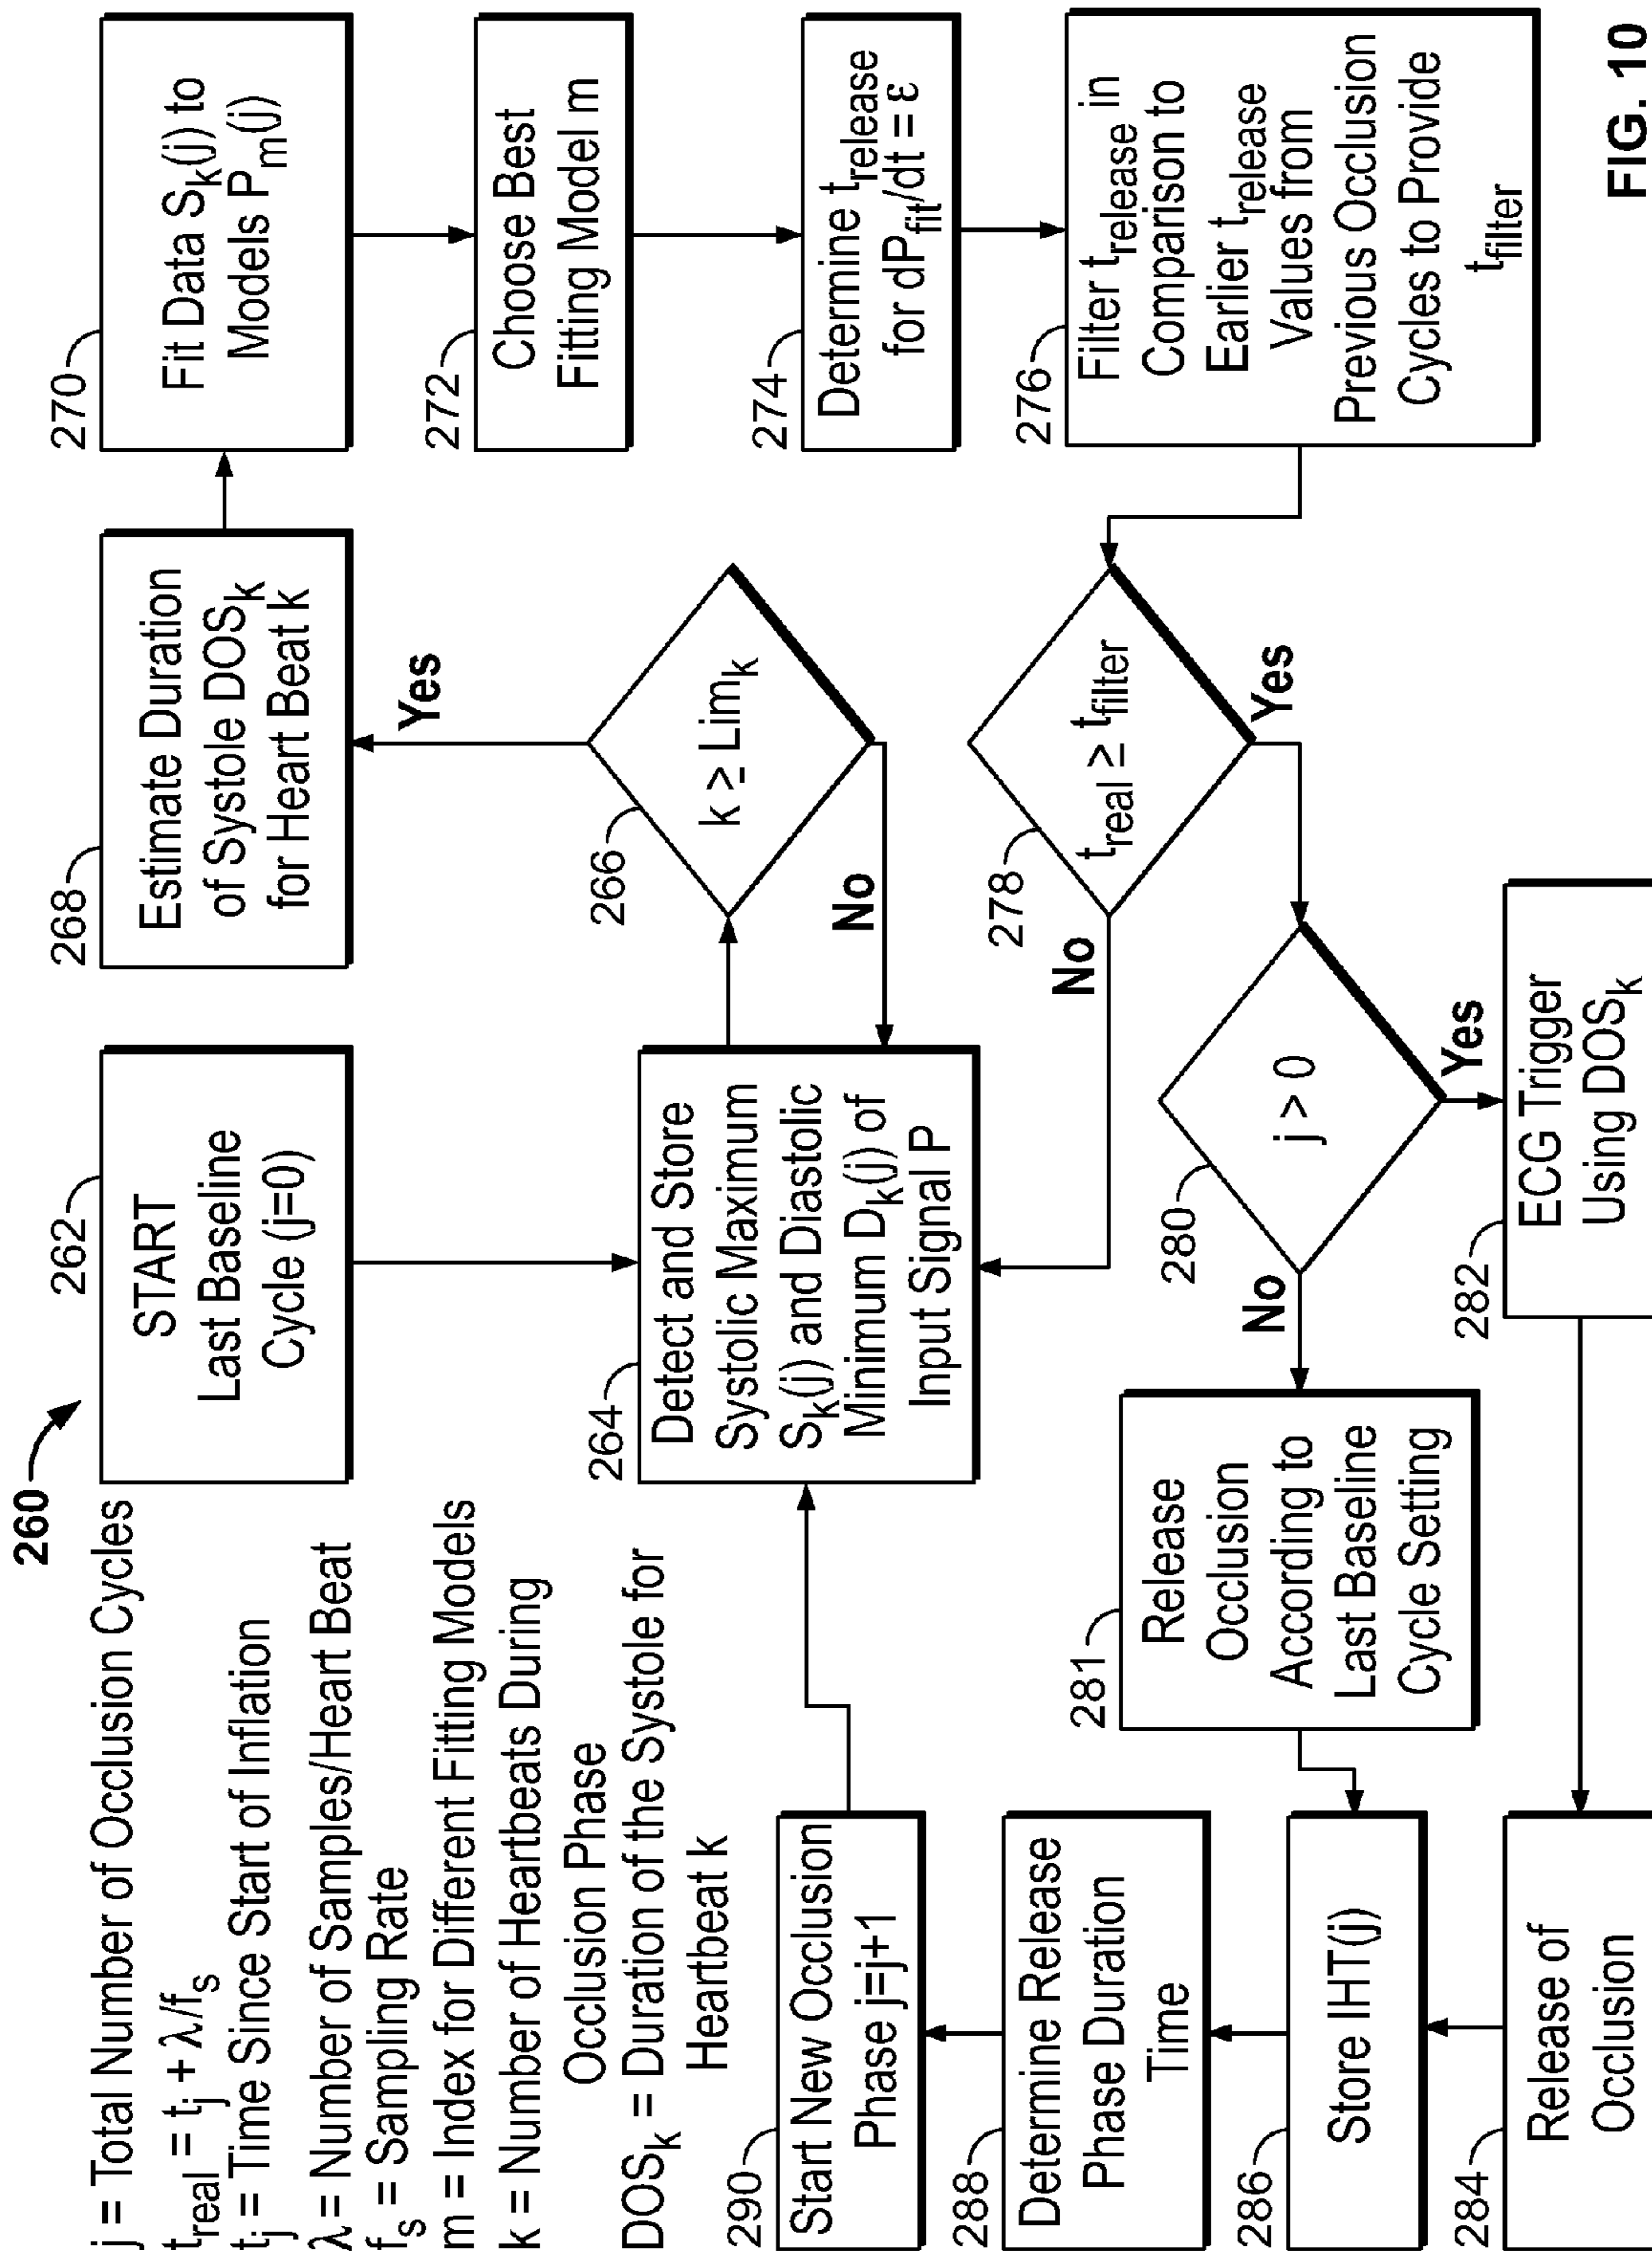 260
j = Total Number of Occlusion Cycles
t_real = t_j + λ/f_s
t_j = Time Since Start of Inflation
λ = Number of Samples/Heart Beat
f_s = Sampling Rate
m = Index for Different Fitting Models
k = Number of Heartbeats During
Occlusion Phase
DOS_k = Duration of the Systole for
Heartbeat k
262
START
Last Baseline
Cycle (j=0)
264
Detect and Store
Systolic Maximum
S_k(j) and Diastolic
Minimum D_k(j) of
Input Signal P
266
k ≥ Lim_k
Yes
No
268
Estimate Duration
of Systole DOS_k
for Heart Beat k
270
Fit Data S_k(j) to
Models P_m(j)
272
Choose Best
Fitting Model m
274
Determine t_release
for dP_fit/dt = ε
276
Filter t_release in
Comparison to
Earlier t_release
Values from
Previous Occlusion
Cycles to Provide
t_filter
278
t_real ≥ t_filter
No
Yes
280
j > 0
No
Yes
281
Release
Occlusion
According to
Last Baseline
Cycle Setting
282
ECG Trigger
Using DOS_k
284
Release of
Occlusion
286
Store IHT(j)
288
Determine Release
Phase Duration
Time
290
Start New Occlusion
Phase j=j+1
FIG. 10